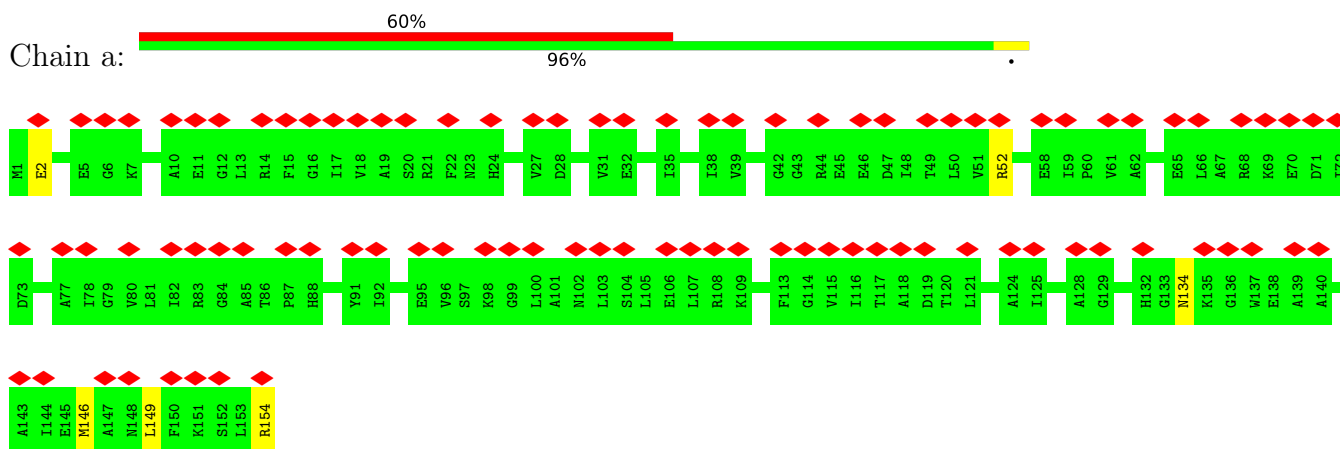 60%
Chain a:
96%
.
M1 E2 E5 G6 K7 A10 E11 G12 L13 R14 F15 G16 I17 V18 A19 S20 R21 F22 N23 H24 V27 D28 V31 E32 I35 I38 V39 G42 G43 R44 E45 E46 D47 I48 T49 L50 V51 R52 E58 I59 P60 V61 A62 E65 L66 A67 R68 K69 E70 D71 I72
D73 A77 I78 G79 V80 L81 I82 R83 G84 A85 T86 P87 H88 Y91 I92 E95 V96 S97 K98 G99 L100 A101 N102 L103 S104 L105 E106 L107 R108 K109 F113 G114 V115 I116 T117 A118 D119 T120 L121 A124 I125 A128 G129 H132 G133 N134 K135 G136 W137 E138 A139 A140
A143 I144 E145 M146 A147 N148 L149 F150 K151 S152 L153 R154